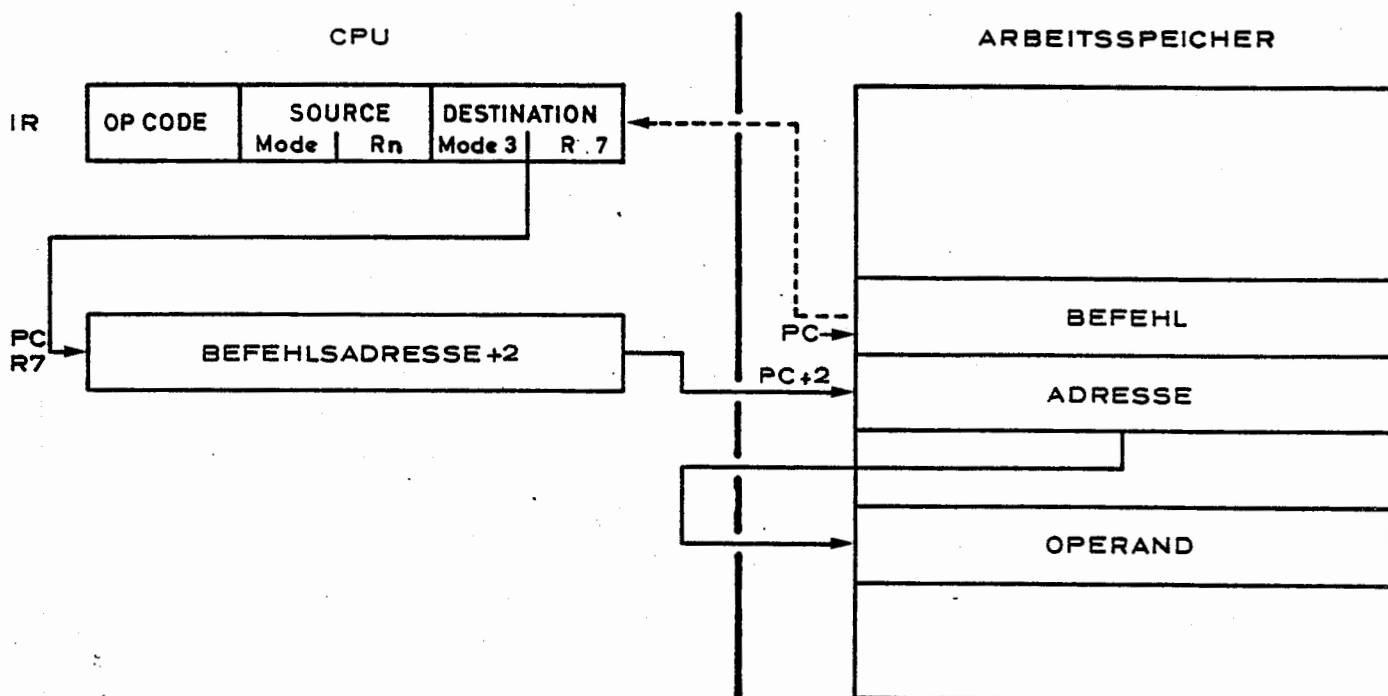 CPU
ARBEITSSPEICHER
IR
OP CODE
SOURCE
DESTINATION
Mode
Rn
Mode 3
R.7
PC→
BEFEHL
PC
R7
BEFEHLSADRESSE+2
PC+2
ADRESSE
OPERAND